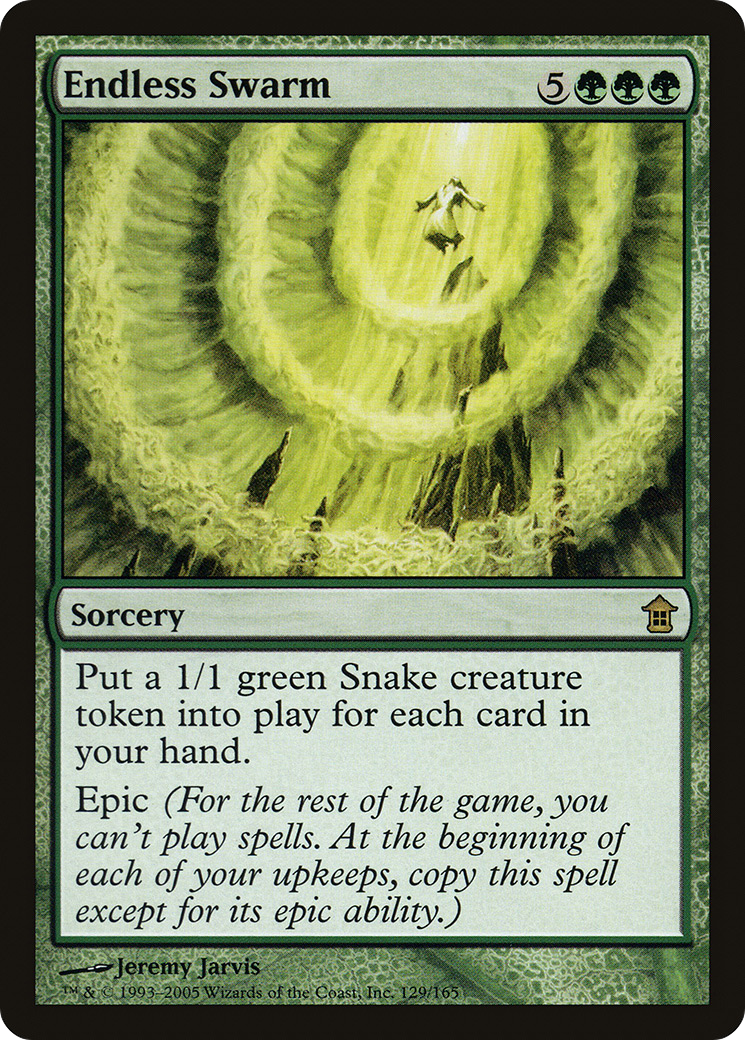 Endless Swarm 5
Sorcery
Put a 1/1 green Snake creature
token into play for each card in
your hand.
Epic (For the rest of the game, you
can't play spells. At the beginning of
each of your upkeeps, copy this spell
except for its epic ability.)
Jeremy Jarvis
™ & © 1993–2005 Wizards of the Coast, Inc. 129/165